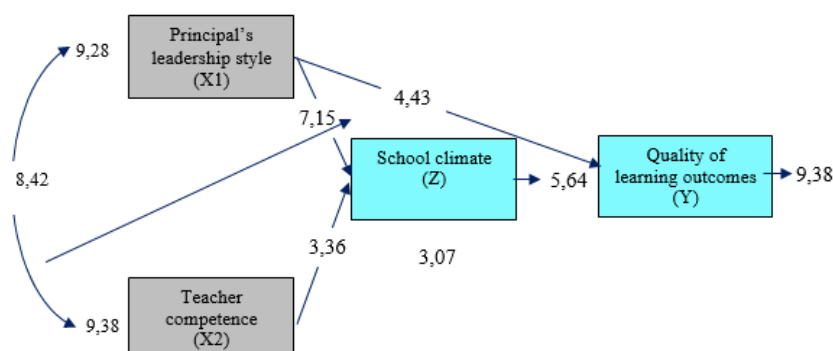 Principal's
leadership style
(X1)
9,28
4,43
7,15
School climate
(Z)
Quality of
learning outcomes
(Y)
8,42
5,64
9,38
3,36
3,07
Teacher
competence
(X2)
9,38